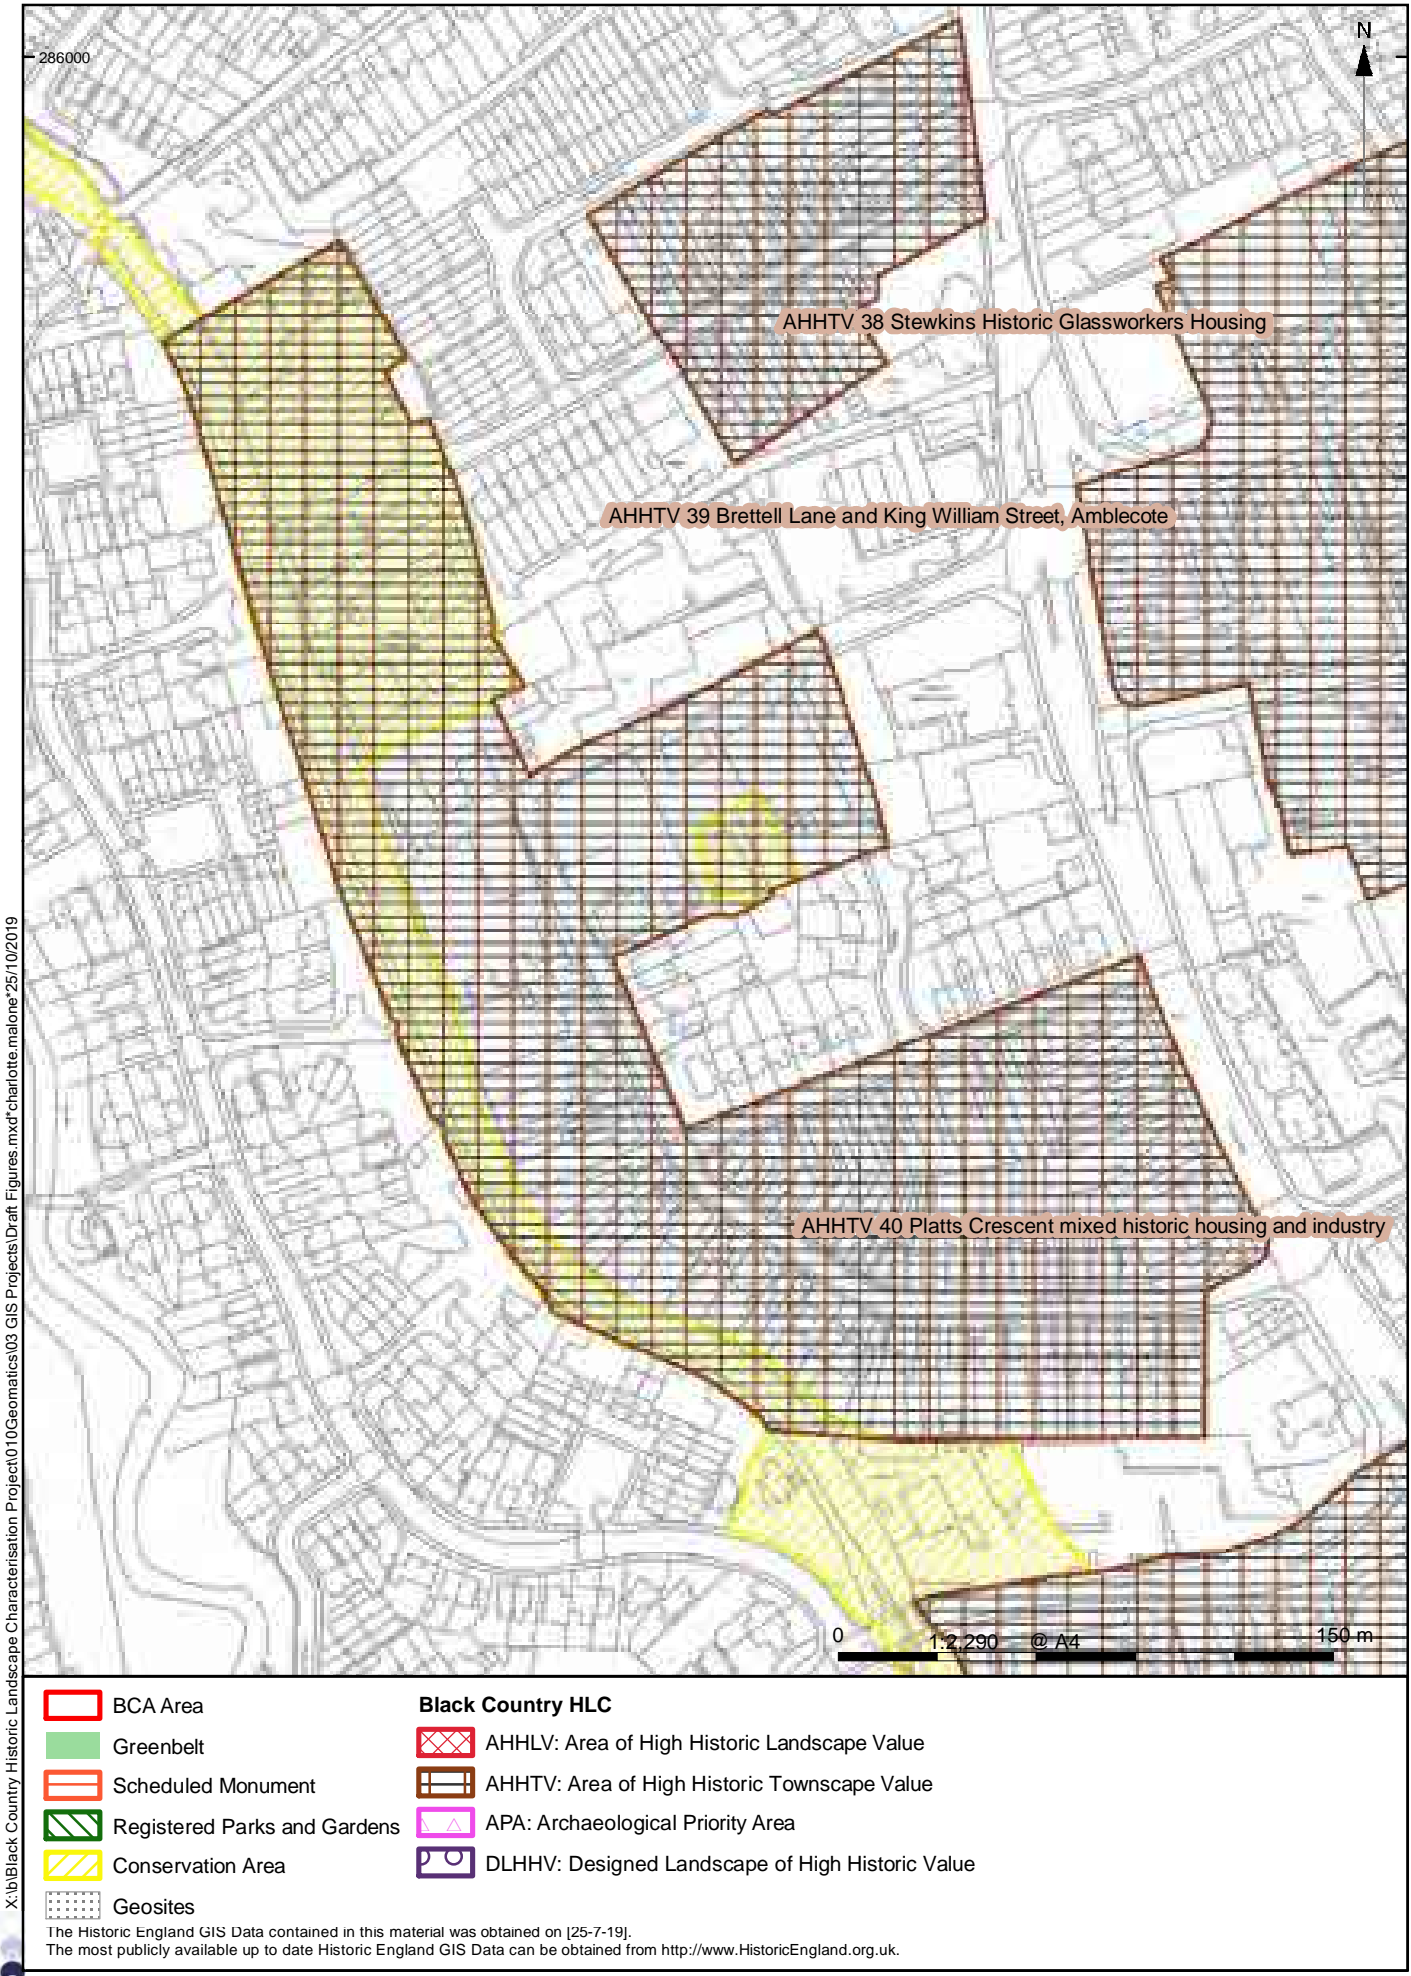 286000
N
AHHTV 38 Stewkins Historic Glassworkers Housing
AHHTV 39 Brettell Lane and King William Street, Amblecote
AHHTV 40 Platts Crescent mixed historic housing and industry
0 1:2,290 @ A4 150 m
X:\b\Black Country Historic Landscape Characterisation Project\010Geomatics\03 GIS Projects\Draft Figures.mxd*charlotte.malone*25/10/2019
BCA Area
Greenbelt
Scheduled Monument
Registered Parks and Gardens
Conservation Area
Geosites
Black Country HLC
AHHLV: Area of High Historic Landscape Value
AHHTV: Area of High Historic Townscape Value
APA: Archaeological Priority Area
DLHHV: Designed Landscape of High Historic Value
The Historic England GIS Data contained in this material was obtained on [25-7-19].
The most publicly available up to date Historic England GIS Data can be obtained from http://www.HistoricEngland.org.uk.